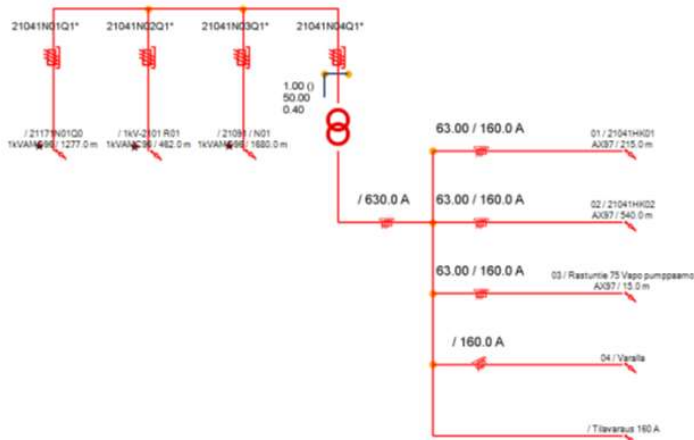 21041N01Q1*
21041N02Q1*
21041N03Q1*
21041N04Q1*
1.00 ()
50.00
0.40
/ 21171N01Q0
1kVAMC96 / 1277.0 m
/ 1kV-2101 R01
1kVAMC96 / 462.0 m
/ 21091 / N01
1kVAMC96 / 1680.0 m
/ 630.0 A
63.00 / 160.0 A
01 / 21041HK01
AX97 / 215.0 m
63.00 / 160.0 A
02 / 21041HK02
AX97 / 540.0 m
63.00 / 160.0 A
03 / Rastuntie 75 Vapo pumppaamo
AX97 / 15.0 m
/ 160.0 A
04 / Varalla
/ Tilavaraus 160 A